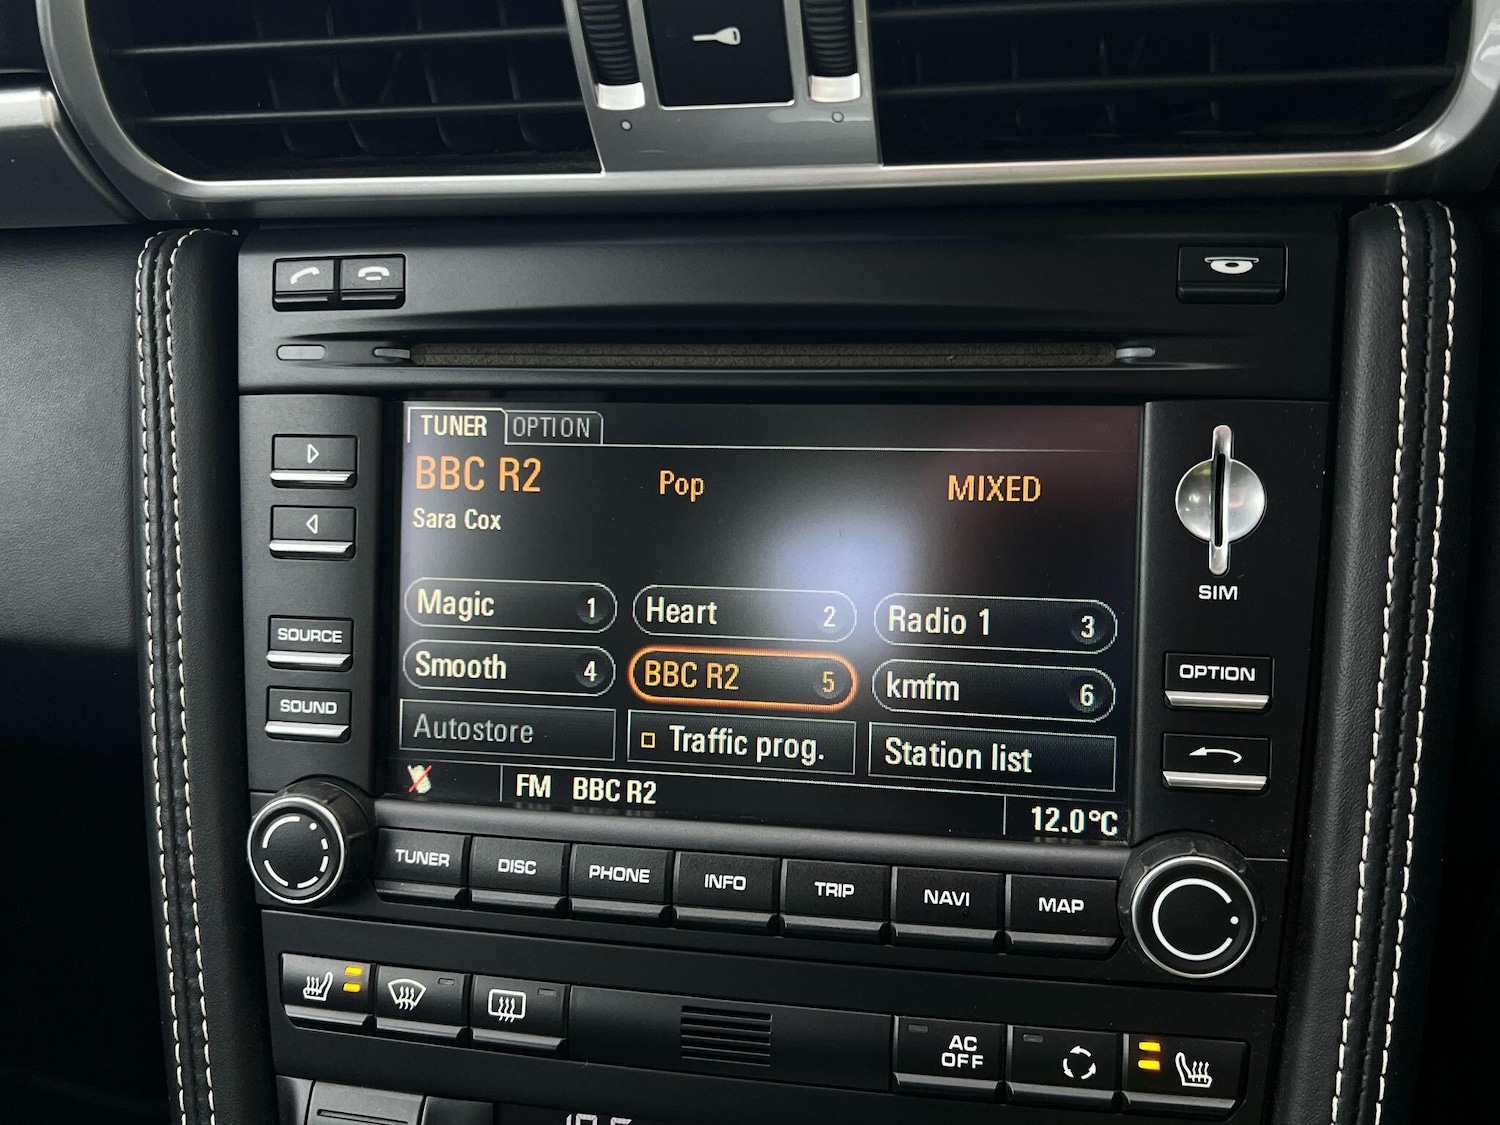 TUNER OPTION
BBC R2 Pop MIXED
Sara Cox
SIM
Magic 1 Heart 2 Radio 1 3
SOURCE
Smooth 4 BBC R2 5 kmfm 6
OPTION
SOUND
Autostore Traffic prog. Station list
FM BBC R2 12.0°C
TUNER DISC PHONE INFO TRIP NAVI MAP
AC
OFF